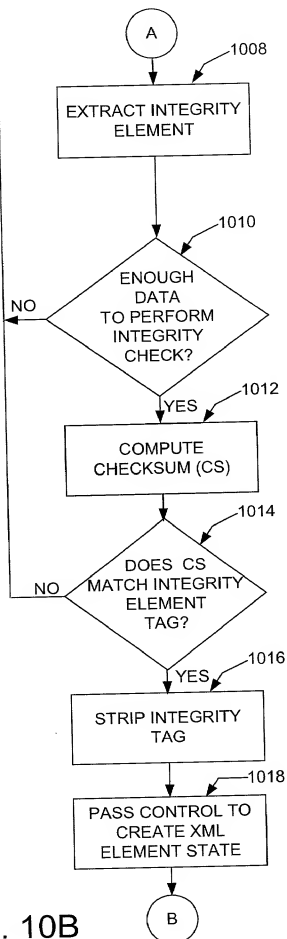 A
1008
EXTRACT INTEGRITY
ELEMENT
1010
ENOUGH
DATA
TO PERFORM
INTEGRITY
CHECK?
NO
YES
1012
COMPUTE
CHECKSUM (CS)
1014
DOES CS
MATCH INTEGRITY
ELEMENT
TAG?
NO
YES
1016
STRIP INTEGRITY
TAG
1018
PASS CONTROL TO
CREATE XML
ELEMENT STATE
B
. 10B